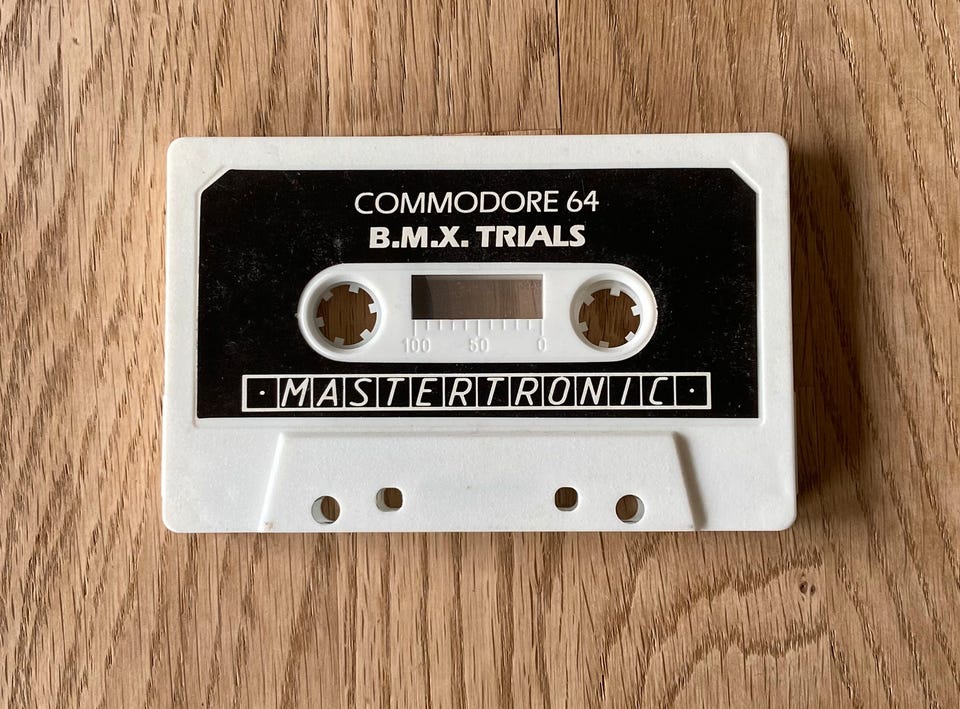 COMMODORE 64
B.M.X. TRIALS
100 50 0
· MASTERTRONIC ·